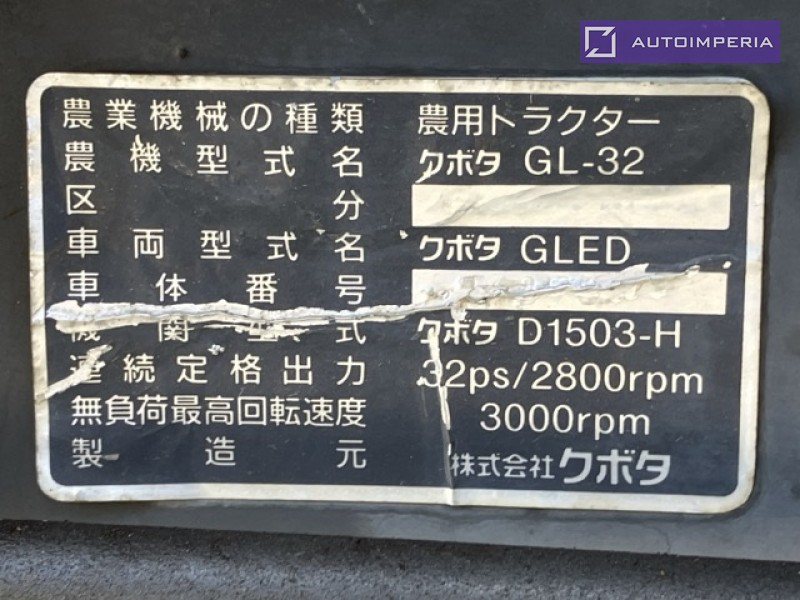 AUTOIMPERIA
農業機械の種類 農用トラクター
農機型式名 クボタ GL-32
区分
車両型式名 クボタ GLED
車体番号
機関型式 クボタ D1503-H
連続定格出力 32ps/2800rpm
無負荷最高回転速度 3000rpm
製造元 株式会社クボタ